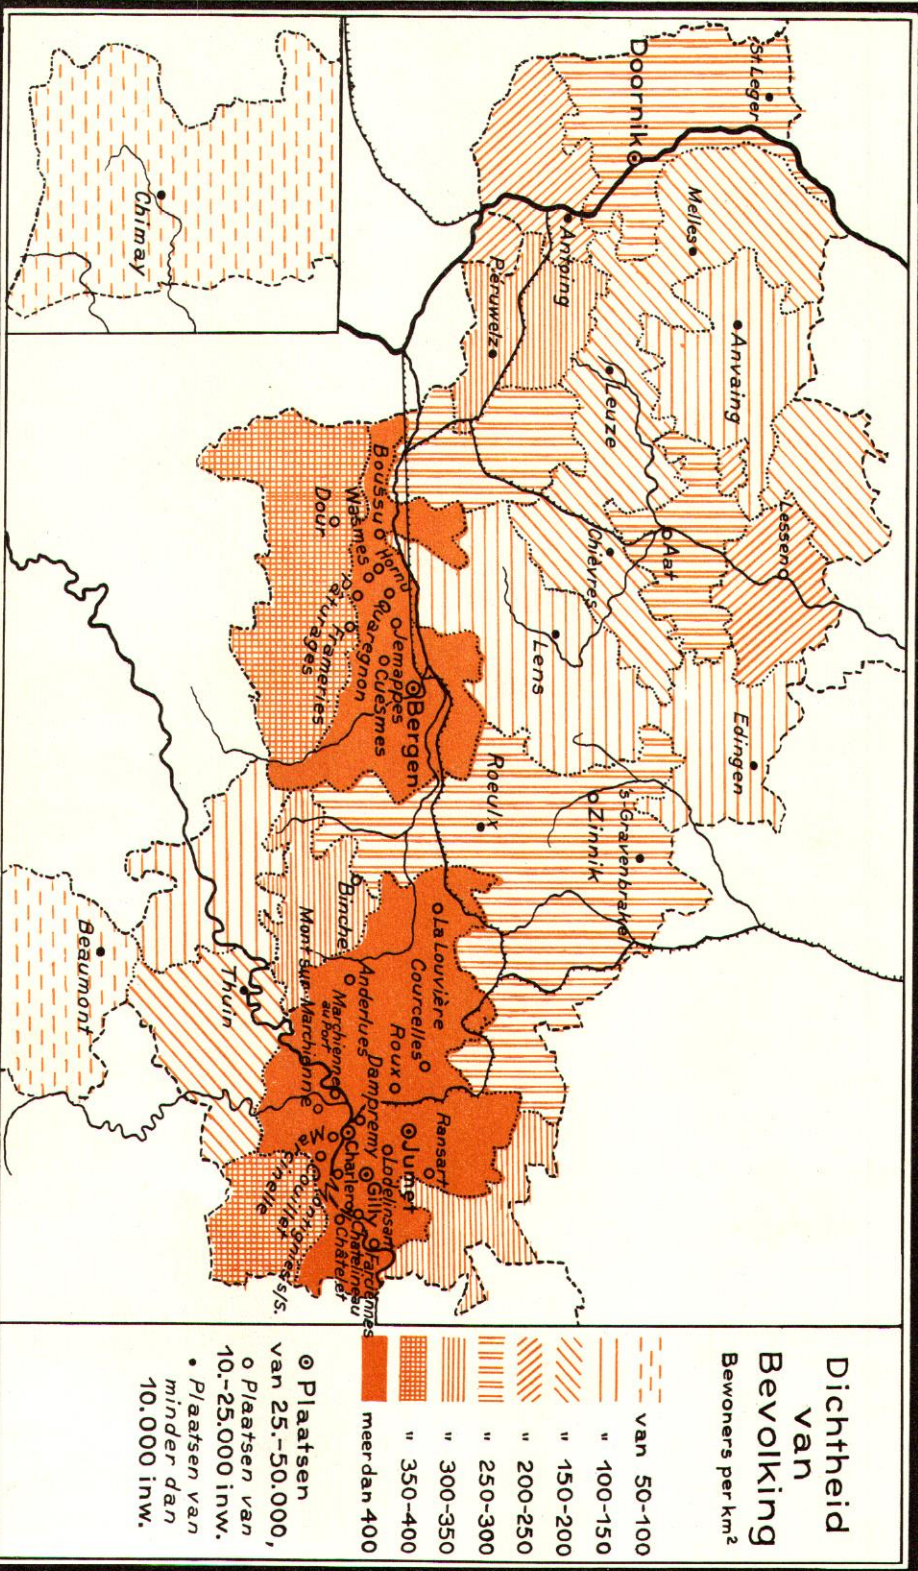 Dichtheid
van
Bevolking
Bewoners per km²
van 50-100
" 100-150
" 150-200
" 200-250
" 250-300
" 300-350
" 350-400
meer dan 400
Plaatsen
van 25.-50.000,
Plaatsen van
10.-25.000 inw.
Plaatsen van
minder dan
10.000 inw.
St. Leger
Doornik
Melles
Antoing
Péruwelz
Anvaing
Leuze
Lessen
Aat
Chièvres
Lens
Edingen
's-Gravenbrakel
Zinnik
Roeulx
Boussu
Hornu
Wasmes
Dour
Quaregnon
Pâturages
Frameries
Jemappes
Cuesmes
Bergen
Binche
La Louvière
Courcelles
Roux
Anderlues
Mont sur Marchienne
Marchienne
au Port
Dampremy
Ransart
Jumet
Lodelinsart
Gilly
Charleroi
Farciennes
Châtelineau
Châtelet
Montignies s/s.
Couillet
Marcinelle
Thuin
Beaumont
Chimay